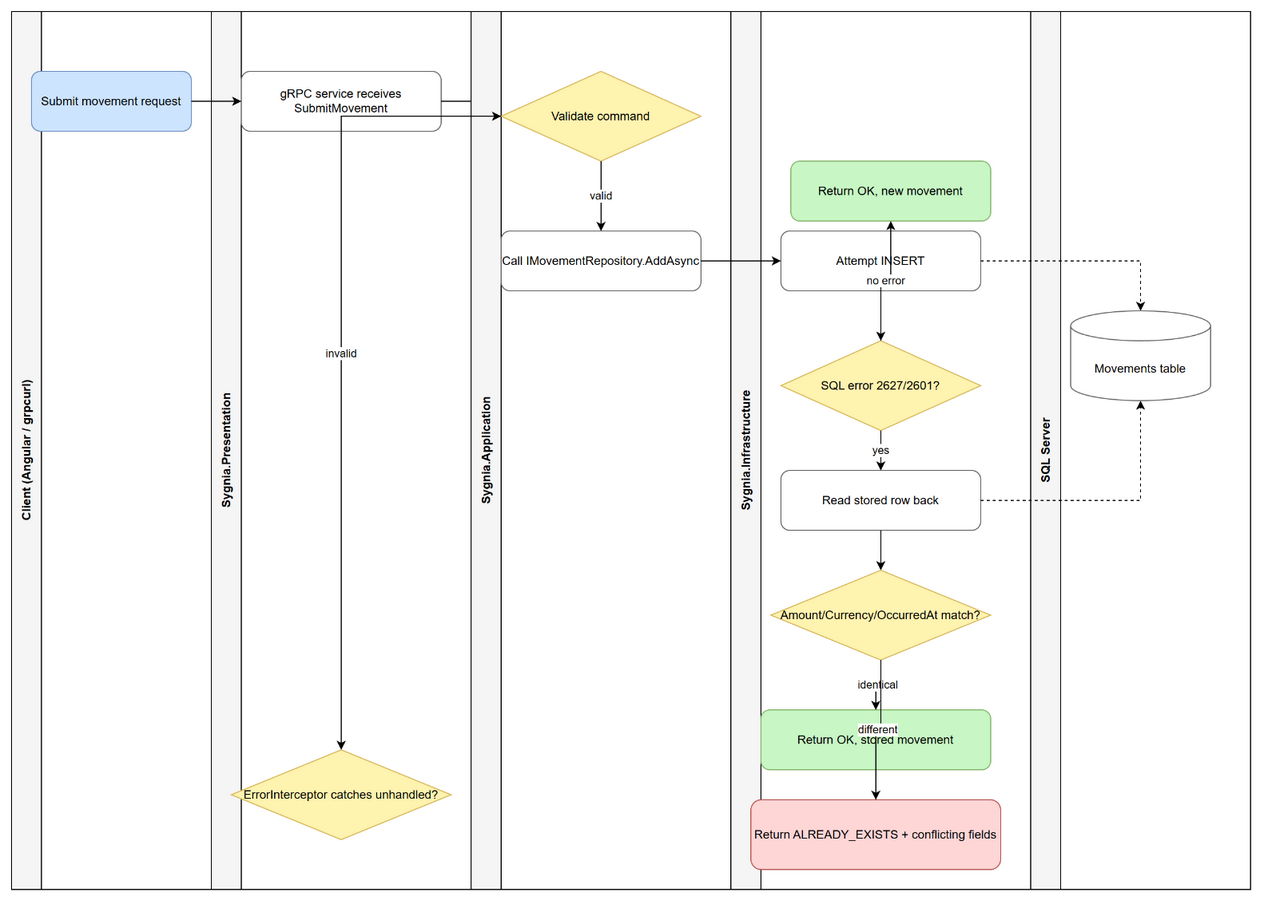 Client (Angular / grpcurl)
Submit movement request
Sygnia.Presentation
gRPC service receives
SubmitMovement
invalid
ErrorInterceptor catches unhandled?
Sygnia.Application
Validate command
valid
Call IMovementRepository.AddAsync
Sygnia.Infrastructure
Return OK, new movement
Attempt INSERT
no error
SQL error 2627/2601?
yes
Read stored row back
Amount/Currency/OccurredAt match?
identical
different
Return OK, stored movement
Return ALREADY_EXISTS + conflicting fields
SQL Server
Movements table